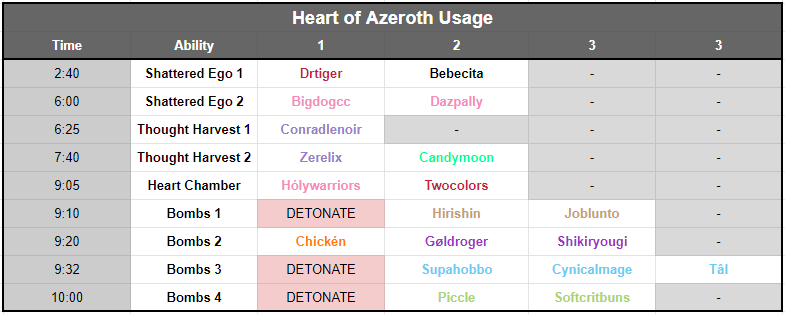 Heart of Azeroth Usage
Time Ability 1 2 3 3
2:40 Shattered Ego 1 Drtiger Bebecita - -
6:00 Shattered Ego 2 Bigdogcc Dazpally - -
6:25 Thought Harvest 1 Conradlenoir - - -
7:40 Thought Harvest 2 Zerelix Candymoon - -
9:05 Heart Chamber Hólywarriors Twocolors - -
9:10 Bombs 1 DETONATE Hirishin Joblunto -
9:20 Bombs 2 Chickén Gøldroger Shikiryougi -
9:32 Bombs 3 DETONATE Supahobbo Cynicalmage Tâl
10:00 Bombs 4 DETONATE Piccle Softcritbuns -